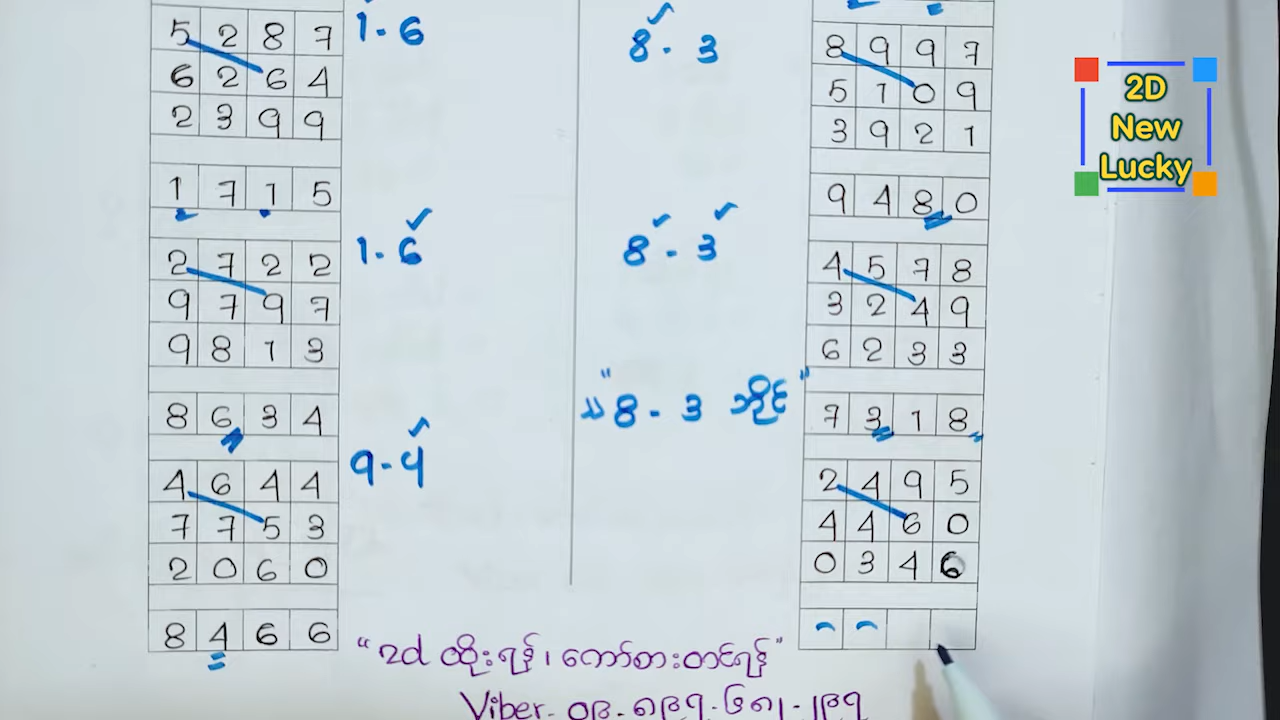 5 2 8 7
6 2 6 4
2 3 9 9
1 7 1 5
2 7 2 2
9 7 9 7
9 8 1 3
8 6 3 4
4 6 4 4
7 7 5 3
2 0 6 0
8 4 6 6
1 - 6
1 - 6
9 - 4
8 - 3
8 - 3
"8 - 3 ဘိုင်"
8 9 9 7
5 1 0 9
3 9 2 1
9 4 8 0
4 5 7 8
3 2 4 9
6 2 3 3
7 3 1 8
2 4 9 5
4 4 6 0
0 3 4 6
2D
New
Lucky
"2d ထိုးရန်၊ ကော်စားတင်ရန်"
Viber-